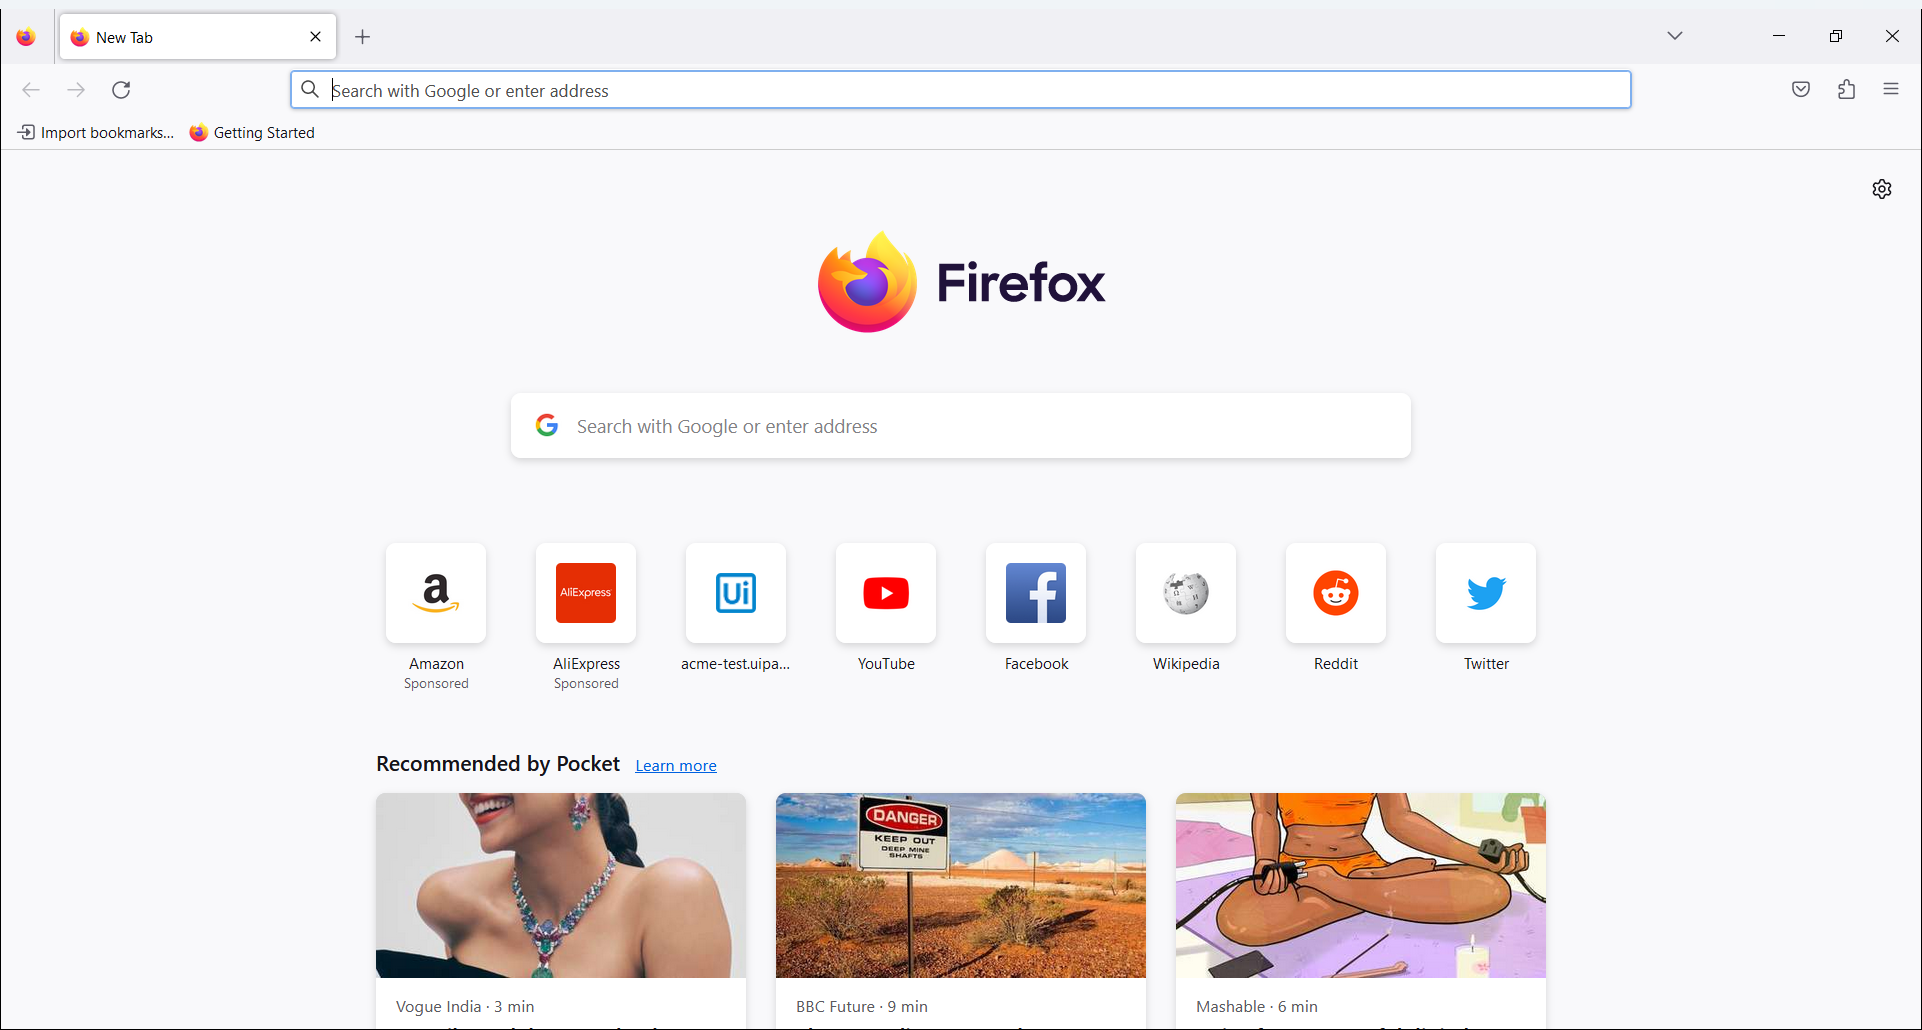 New Tab
Search with Google or enter address
Import bookmarks...
Getting Started
Firefox
Search with Google or enter address
Amazon
Sponsored
AliExpress
AliExpress
Sponsored
Ui
acme-test.uipa...
YouTube
Facebook
Wikipedia
Reddit
Twitter
Recommended by Pocket Learn more
DANGER
KEEP OUT
DEEP MINE
SHAFTS
Vogue India · 3 min
BBC Future · 9 min
Mashable · 6 min